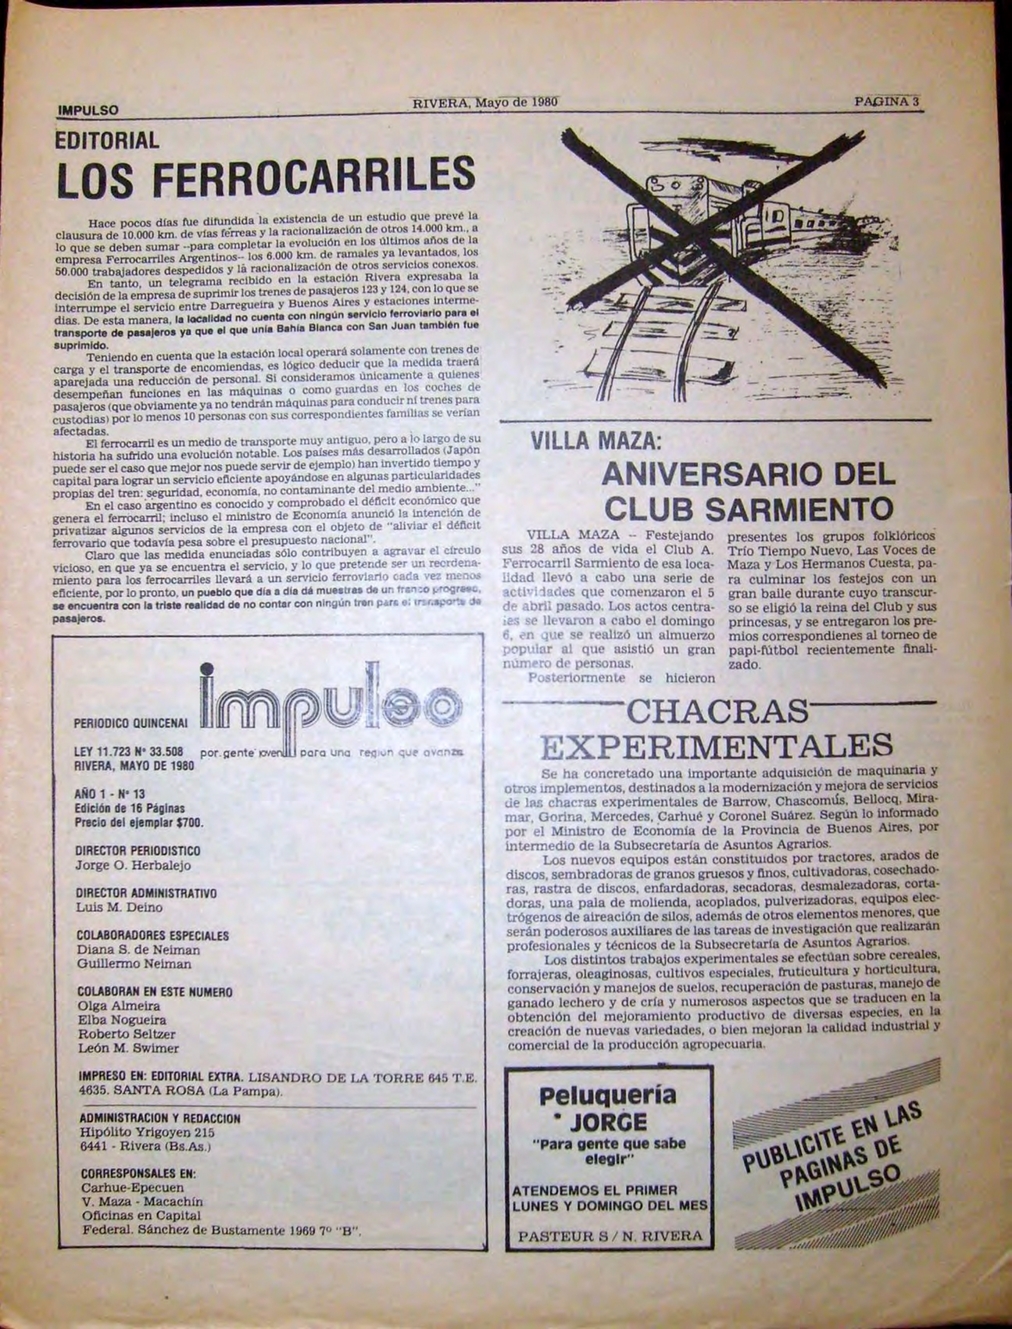 IMPULSO
RIVERA, Mayo de 1980
PAGINA 3
EDITORIAL
LOS FERROCARRILES
Hace pocos días fue difundida la existencia de un estudio que prevé la
clausura de 10.000 km. de vías férreas y la racionalización de otros 14.000 km., a
lo que se deben sumar --para completar la evolución en los últimos años de la
empresa Ferrocarriles Argentinos-- los 6.000 km. de ramales ya levantados, los
50.000 trabajadores despedidos y la racionalización de otros servicios conexos.
En tanto, un telegrama recibido en la estación Rivera expresaba la
decisión de la empresa de suprimir los trenes de pasajeros 123 y 124, con lo que se
interrumpe el servicio entre Darregueira y Buenos Aires y estaciones interme-
dias. De esta manera, la localidad no cuenta con ningún servicio ferroviario para el
transporte de pasajeros ya que el que unía Bahía Blanca con San Juan también fue
suprimido.
Teniendo en cuenta que la estación local operará solamente con trenes de
carga y el transporte de encomiendas, es lógico deducir que la medida traerá
aparejada una reducción de personal. Si consideramos únicamente a quienes
desempeñan funciones en las máquinas o como guardas en los coches de
pasajeros (que obviamente ya no tendrán máquinas para conducir ni trenes para
custodias) por lo menos 10 personas con sus correspondientes familias se verían
afectadas.
El ferrocarril es un medio de transporte muy antiguo, pero a lo largo de su
historia ha sufrido una evolución notable. Los países más desarrollados (Japón
puede ser el caso que mejor nos puede servir de ejemplo) han invertido tiempo y
capital para lograr un servicio eficiente apoyándose en algunas particularidades
propias del tren: seguridad, economía, no contaminante del medio ambiente..."
En el caso argentino es conocido y comprobado el déficit económico que
genera el ferrocarril; incluso el ministro de Economía anunció la intención de
privatizar algunos servicios de la empresa con el objeto de "aliviar el déficit
ferrovario que todavía pesa sobre el presupuesto nacional".
Claro que las medida enunciadas sólo contribuyen a agravar el círculo
vicioso, en que ya se encuentra el servicio, y lo que pretende ser un reordena-
miento para los ferrocarriles llevará a un servicio ferroviario cada vez menos
eficiente, por lo pronto, un pueblo que día a día dá muestras de un franco progreso,
se encuentra con la triste realidad de no contar con ningún tren para el transporte de
pasajeros.
VILLA MAZA:
ANIVERSARIO DEL
CLUB SARMIENTO
VILLA MAZA -- Festejando
sus 28 años de vida el Club A.
Ferrocarril Sarmiento de esa loca-
lidad llevó a cabo una serie de
actividades que comenzaron el 5
de abril pasado. Los actos centra-
les se llevaron a cabo el domingo
6, en que se realizó un almuerzo
popular al que asistió un gran
número de personas.
Posteriormente se hicieron
presentes los grupos folklóricos
Trío Tiempo Nuevo, Las Voces de
Maza y Los Hermanos Cuesta, pa-
ra culminar los festejos con un
gran baile durante cuyo transcur-
so se eligió la reina del Club y sus
princesas, y se entregaron los pre-
mios correspondienes al torneo de
papi-fútbol recientemente finali-
zado.
CHACRAS
EXPERIMENTALES
Se ha concretado una importante adquisición de maquinaria y
otros implementos, destinados a la modernización y mejora de servicios
de las chacras experimentales de Barrow, Chascomús, Bellocq, Mira-
mar, Gorina, Mercedes, Carhué y Coronel Suárez. Según lo informado
por el Ministro de Economía de la Provincia de Buenos Aires, por
intermedio de la Subsecretaría de Asuntos Agrarios.
Los nuevos equipos están constituidos por tractores, arados de
discos, sembradoras de granos gruesos y finos, cultivadoras, cosechado-
ras, rastra de discos, enfardadoras, secadoras, desmalezadoras, corta-
doras, una pala de molienda, acoplados, pulverizadoras, equipos elec-
trógenos de aireación de silos, además de otros elementos menores, que
serán poderosos auxiliares de las tareas de investigación que realizarán
profesionales y técnicos de la Subsecretaría de Asuntos Agrarios.
Los distintos trabajos experimentales se efectúan sobre cereales,
forrajeras, oleaginosas, cultivos especiales, fruticultura y horticultura,
conservación y manejos de suelos, recuperación de pasturas, manejo de
ganado lechero y de cría y numerosos aspectos que se traducen en la
obtención del mejoramiento productivo de diversas especies, en la
creación de nuevas variedades, o bien mejoran la calidad industrial y
comercial de la producción agropecuaria.
impulso
PERIODICO QUINCENAL
por gente joven para una region que avanza
LEY 11.723 Nº 33.508
RIVERA, MAYO DE 1980
AÑO 1 - Nº 13
Edición de 16 Páginas
Precio del ejemplar $700.
DIRECTOR PERIODISTICO
Jorge O. Herbalejo
DIRECTOR ADMINISTRATIVO
Luis M. Deino
COLABORADORES ESPECIALES
Diana S. de Neiman
Guillermo Neiman
COLABORAN EN ESTE NUMERO
Olga Almeira
Elba Nogueira
Roberto Seltzer
León M. Swimer
IMPRESO EN: EDITORIAL EXTRA. LISANDRO DE LA TORRE 645 T.E.
4635. SANTA ROSA (La Pampa).
ADMINISTRACION Y REDACCION
Hipólito Yrigoyen 215
6441 - Rivera (Bs.As.)
CORRESPONSALES EN:
Carhue-Epecuen
V. Maza - Macachín
Oficinas en Capital
Federal. Sánchez de Bustamente 1969 7º "B".
Peluquería
JORGE
"Para gente que sabe
elegir"
ATENDEMOS EL PRIMER
LUNES Y DOMINGO DEL MES
PASTEUR S/N. RIVERA
PUBLICITE EN LAS
PAGINAS DE
IMPULSO